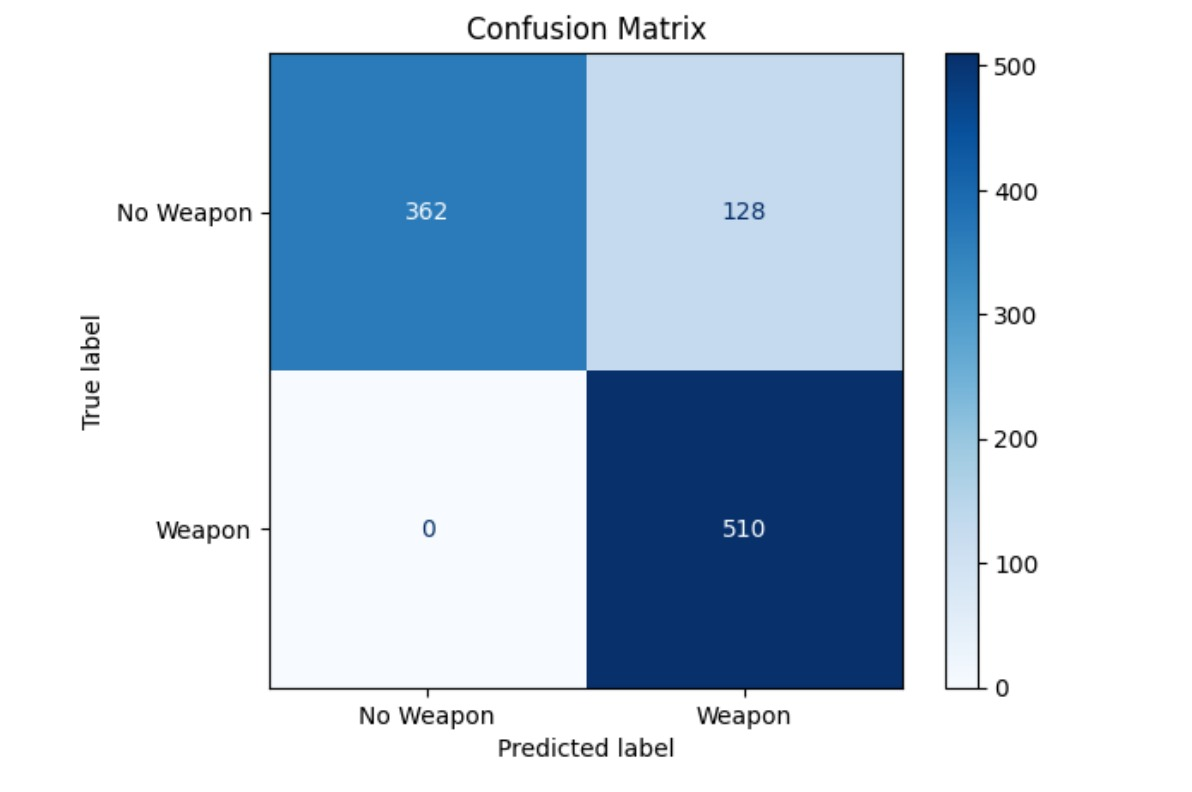 Confusion Matrix
No Weapon
362
128
Weapon
0
510
True label
No Weapon
Weapon
Predicted label
500
400
300
200
100
0